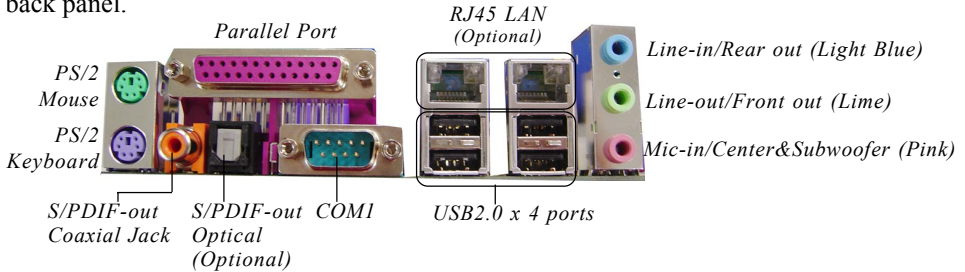 back panel.
RJ45 LAN
(Optional)
Parallel Port
PS/2
Mouse
PS/2
Keyboard
Line-in/Rear out (Light Blue)
Line-out/Front out (Lime)
Mic-in/Center&Subwoofer (Pink)
S/PDIF-out
Coaxial Jack
S/PDIF-out
Optical
(Optional)
COM1
USB2.0 x 4 ports